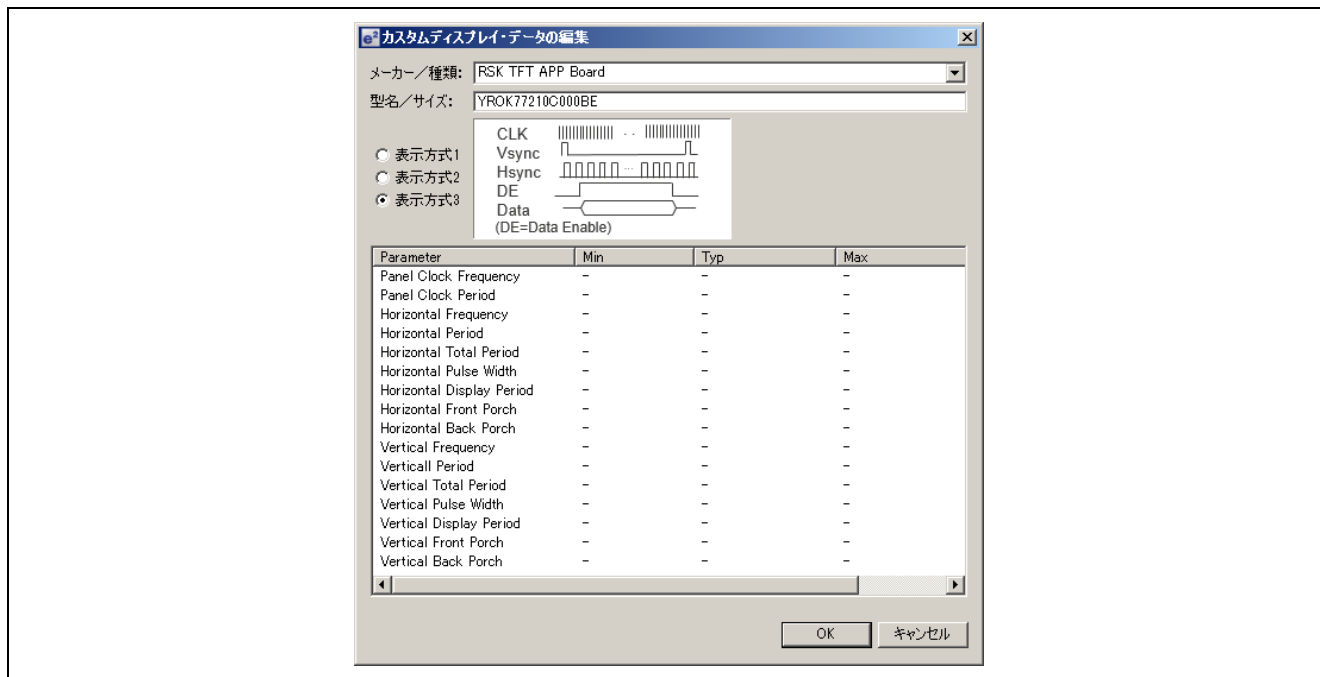 e² カスタムディスプレイ・データの編集
メーカー/種類: RSK TFT APP Board
型名/サイズ: YROK77210C000BE
表示方式1
表示方式2
表示方式3
CLK
Vsync
Hsync
DE
Data
(DE=Data Enable)
Parameter Min Typ Max
Panel Clock Frequency - - -
Panel Clock Period - - -
Horizontal Frequency - - -
Horizontal Period - - -
Horizontal Total Period - - -
Horizontal Pulse Width - - -
Horizontal Display Period - - -
Horizontal Front Porch - - -
Horizontal Back Porch - - -
Vertical Frequency - - -
Verticall Period - - -
Vertical Total Period - - -
Vertical Pulse Width - - -
Vertical Display Period - - -
Vertical Front Porch - - -
Vertical Back Porch - - -
OK キャンセル